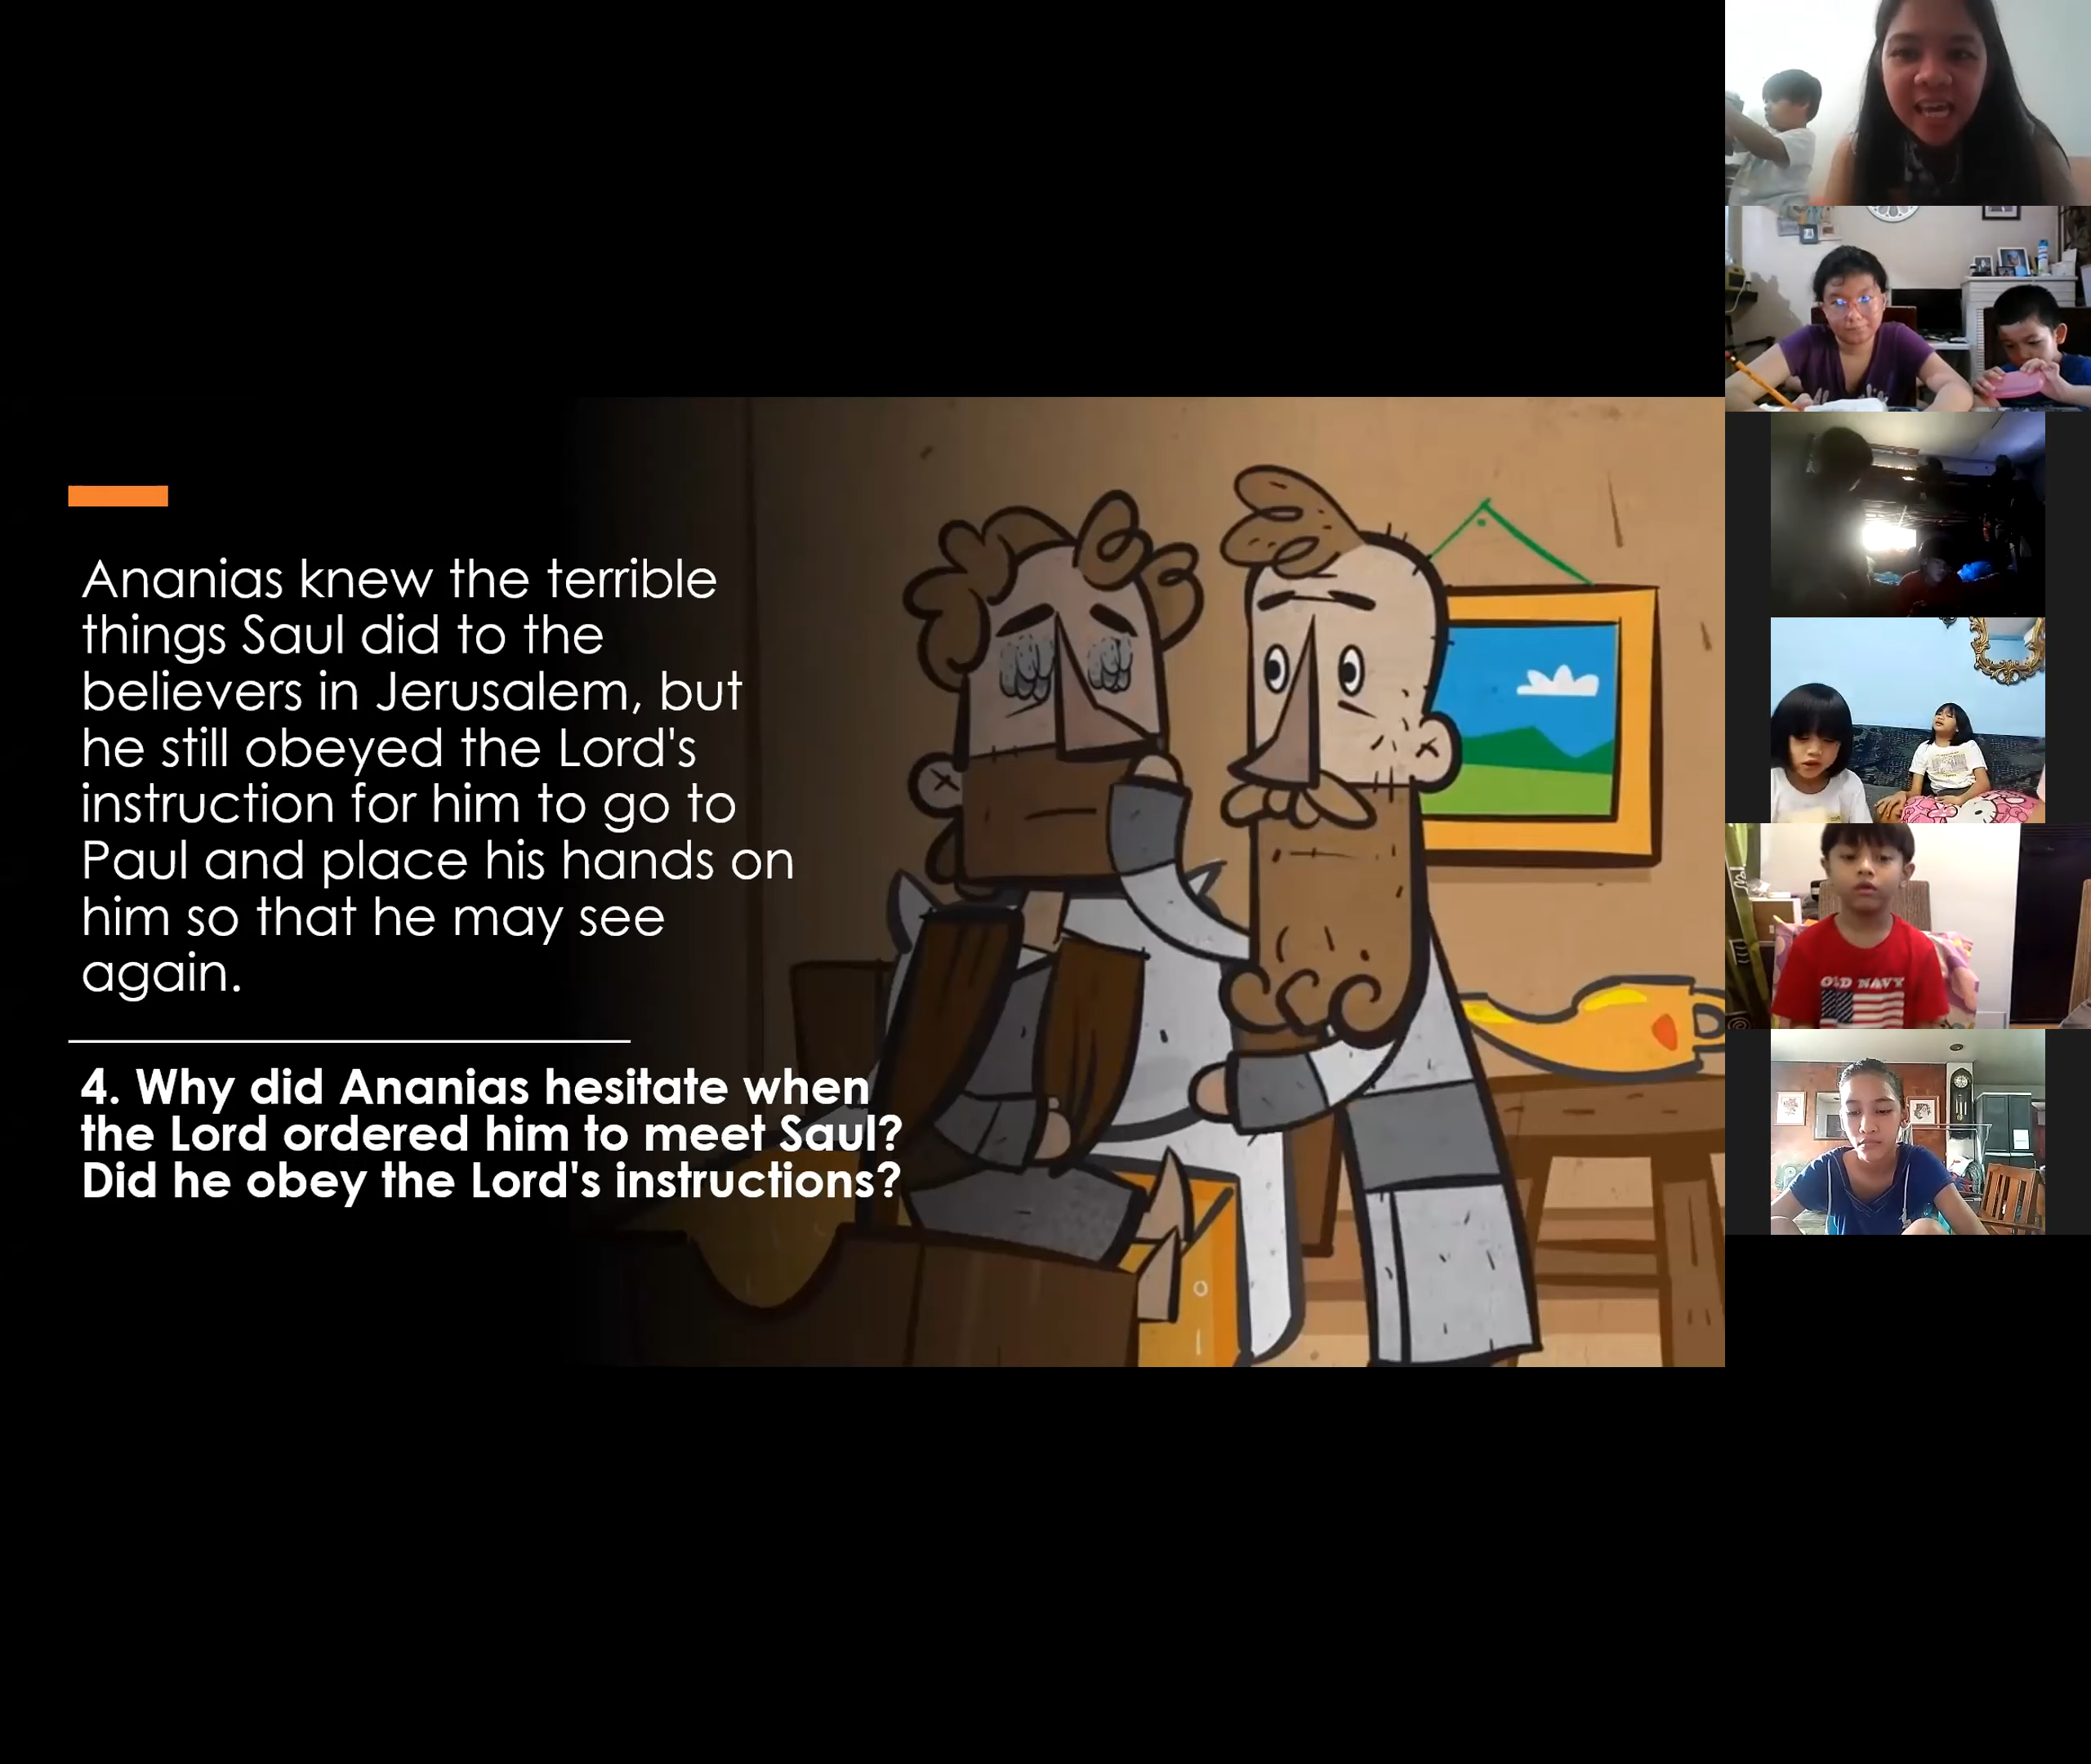 Ananias knew the terrible
things Saul did to the
believers in Jerusalem, but
he still obeyed the Lord's
instruction for him to go to
Paul and place his hands on
him so that he may see
again.
4. Why did Ananias hesitate when
the Lord ordered him to meet Saul?
Did he obey the Lord's instructions?
OLD NAVY